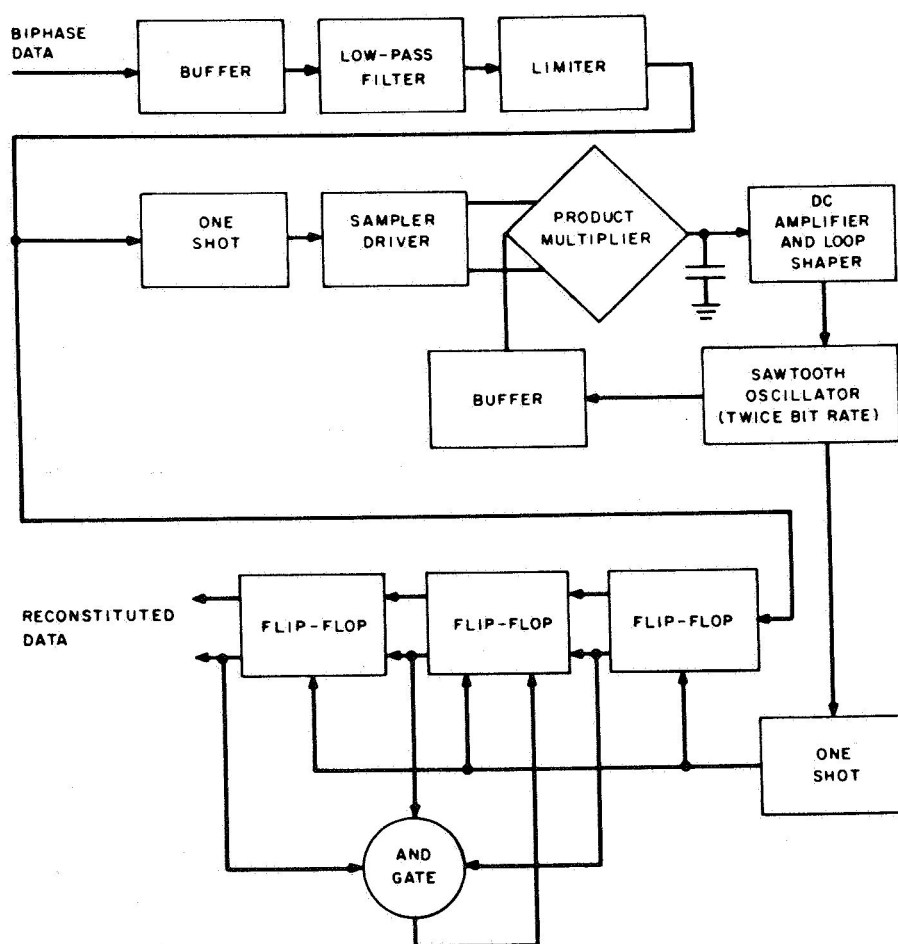 BIPHASE
DATA
BUFFER
LOW-PASS
FILTER
LIMITER
ONE
SHOT
SAMPLER
DRIVER
PRODUCT
MULTIPLIER
DC
AMPLIFIER
AND LOOP
SHAPER
BUFFER
SAWTOOTH
OSCILLATOR
(TWICE BIT RATE)
RECONSTITUTED
DATA
FLIP-FLOP
FLIP-FLOP
FLIP-FLOP
ONE
SHOT
AND
GATE